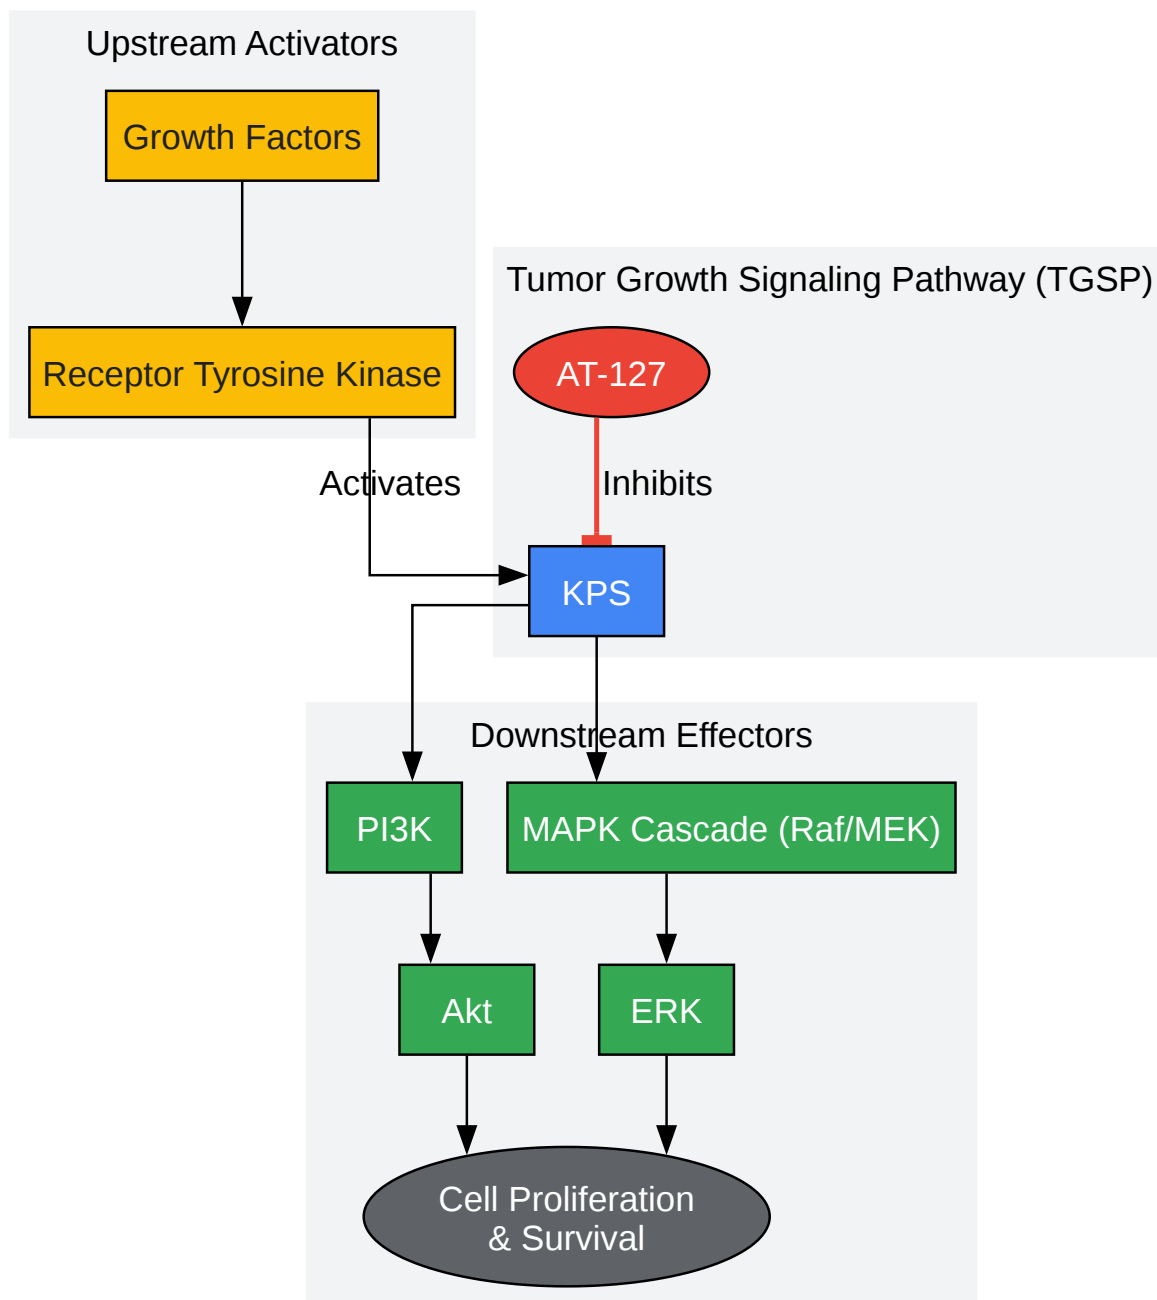 Upstream Activators
Growth Factors
Tumor Growth Signaling Pathway (TGSP)
Receptor Tyrosine Kinase
AT-127
Activates
Inhibits
KPS
Downstream Effectors
PI3K
MAPK Cascade (Raf/MEK)
Akt
ERK
Cell Proliferation
& Survival